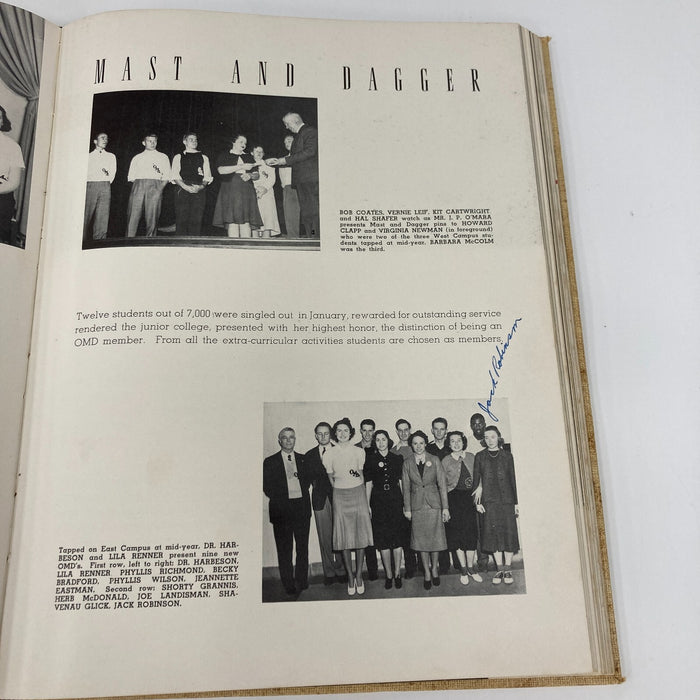 MAST AND DAGGER
BOB COATES, VERNIE LEIF, KIT CARTWRIGHT
and HAL SHAFER watch as MR. J. P. O'MARA
presents Mast and Dagger pins to HOWARD
CLAPP and VIRGINIA NEWMAN (in foreground)
who were two of the three West Campus stu-
dents tapped at mid-year. BARBARA McCOLM
was the third.
Twelve students out of 7,000 were singled out in January, rewarded for outstanding service
rendered the junior college, presented with her highest honor, the distinction of being an
OMD member. From all the extra-curricular activities students are chosen as members.
Jack Robinson
Tapped on East Campus at mid-year. DR. HAR-
BESON and LILA RENNER present nine new
OMD's. First row, left to right: DR. HARBESON,
LILA RENNER PHYLLIS RICHMOND, BECKY
BRADFORD, PHYLLIS WILSON, JEANNETTE
EASTMAN. Second row: SHORTY GRANNIS,
HERB McDONALD, JOE LANDISMAN, SHA-
VENAU GLICK, JACK ROBINSON.